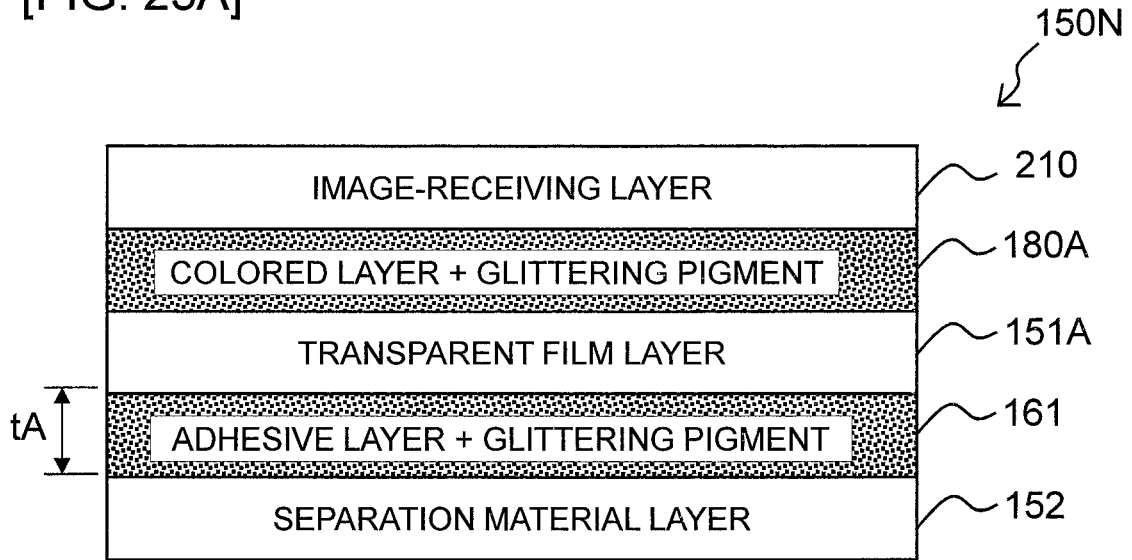 [FIG. 23A]
150N
IMAGE-RECEIVING LAYER 210
COLORED LAYER + GLITTERING PIGMENT 180A
TRANSPARENT FILM LAYER 151A
tA ADHESIVE LAYER + GLITTERING PIGMENT 161
SEPARATION MATERIAL LAYER 152